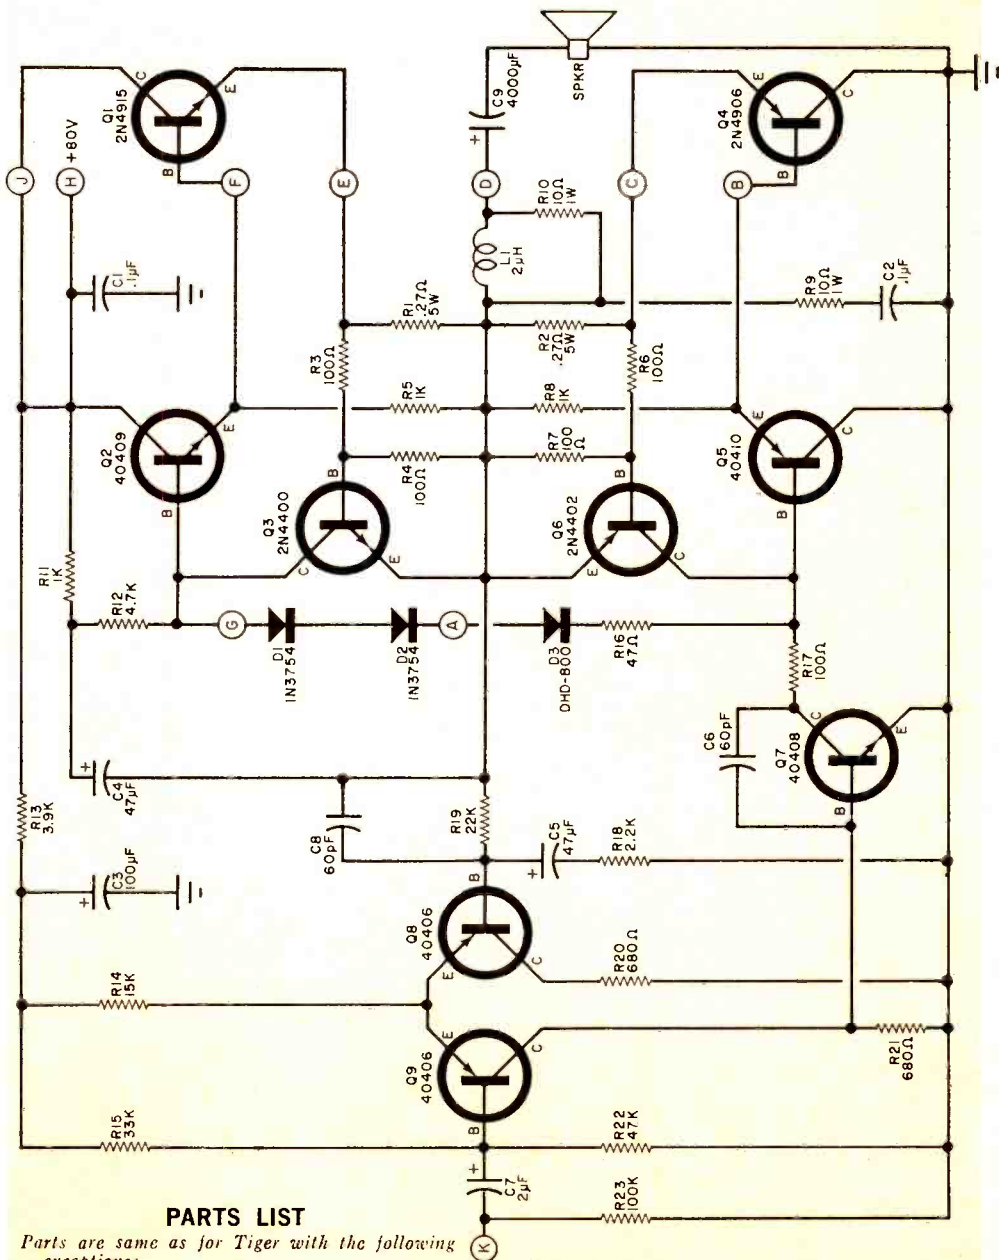 SPKR
C9
4000µF
+
Q1
2N4915
C
E
B
Q4
2N4906
E
C
B
J
H
+80V
F
E
D
C
B
R10
10Ω
1W
L1
2µH
C1
.1µF
R9
10Ω
1W
C2
.1µF
R1
.27Ω
5W
R2
.27Ω
5W
R3
100Ω
R6
100Ω
R5
1K
R8
1K
R4
100Ω
R7
100
Ω
Q2
40409
C
E
B
Q5
40410
E
C
B
Q3
2N4400
B
C
E
Q6
2N4402
B
E
C
R11
1K
R12
4.7K
G
D1
1N3754
D2
1N3754
A
D3
DHD-800
R16
47Ω
R17
100Ω
C6
60pF
Q7
40408
C
E
B
+
C4
47µF
C8
60pF
R19
22K
R13
3.9K
+
C3
100µF
+
C5
47µF
R18
2.2K
Q8
40406
B
E
C
R20
680Ω
R14
15K
Q9
40406
E
C
B
R21
680Ω
R15
33K
R22
47K
+
C7
2µF
R23
100K
K
PARTS LIST
Parts are same as for Tiger with the following